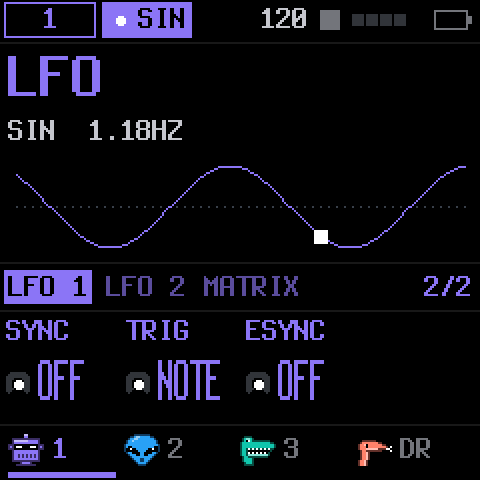 1 SIN 120
LFO
SIN 1.18HZ
LFO 1 LFO 2 MATRIX 2/2
SYNC TRIG ESYNC
OFF NOTE OFF
1 2 3 DR